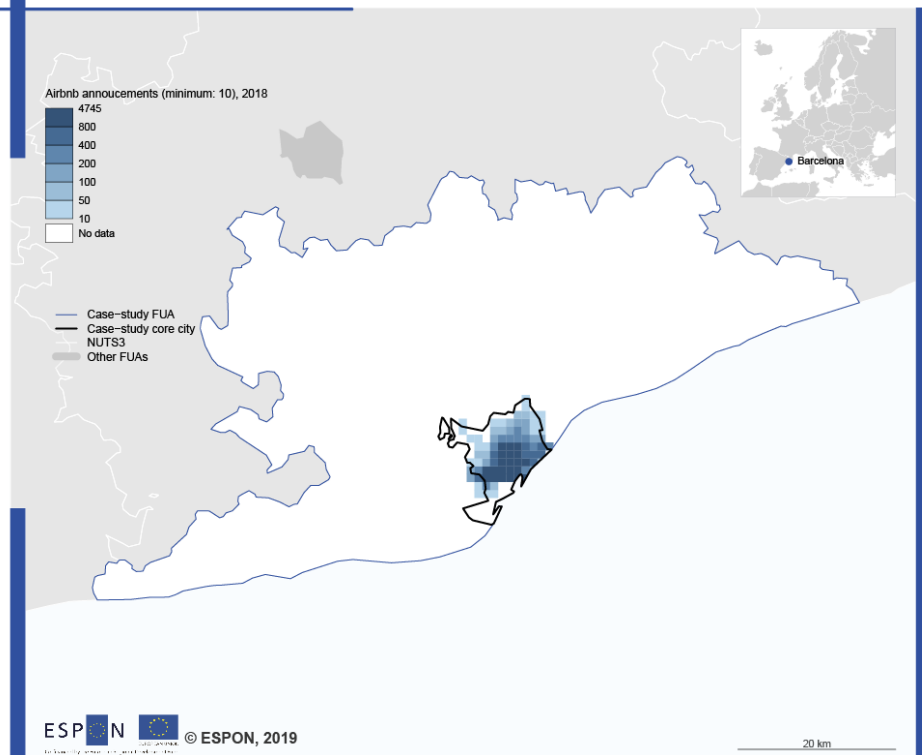 Airbnb annoucements (minimum: 10), 2018
4745
800
400
200
100
50
10
No data
Barcelona
Case-study FUA
Case-study core city
NUTS3
Other FUAs
ESPON
© ESPON, 2019
20 km